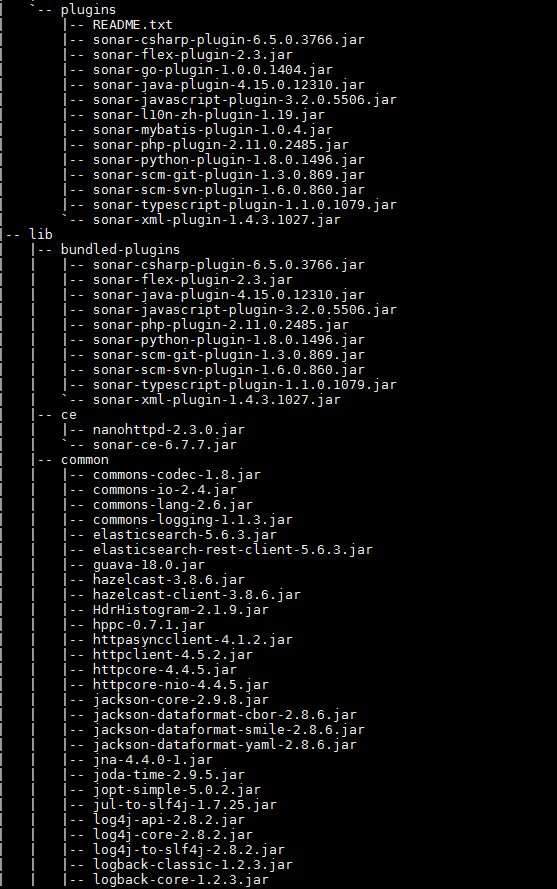 `-- plugins
|-- README.txt
|-- sonar-csharp-plugin-6.5.0.3766.jar
|-- sonar-flex-plugin-2.3.jar
|-- sonar-go-plugin-1.0.0.1404.jar
|-- sonar-java-plugin-4.15.0.12310.jar
|-- sonar-javascript-plugin-3.2.0.5506.jar
|-- sonar-l10n-zh-plugin-1.19.jar
|-- sonar-mybatis-plugin-1.0.4.jar
|-- sonar-php-plugin-2.11.0.2485.jar
|-- sonar-python-plugin-1.8.0.1496.jar
|-- sonar-scm-git-plugin-1.3.0.869.jar
|-- sonar-scm-svn-plugin-1.6.0.860.jar
|-- sonar-typescript-plugin-1.1.0.1079.jar
`-- sonar-xml-plugin-1.4.3.1027.jar
|-- lib
| |-- bundled-plugins
| | |-- sonar-csharp-plugin-6.5.0.3766.jar
| | |-- sonar-flex-plugin-2.3.jar
| | |-- sonar-java-plugin-4.15.0.12310.jar
| | |-- sonar-javascript-plugin-3.2.0.5506.jar
| | |-- sonar-php-plugin-2.11.0.2485.jar
| | |-- sonar-python-plugin-1.8.0.1496.jar
| | |-- sonar-scm-git-plugin-1.3.0.869.jar
| | |-- sonar-scm-svn-plugin-1.6.0.860.jar
| | |-- sonar-typescript-plugin-1.1.0.1079.jar
| | `-- sonar-xml-plugin-1.4.3.1027.jar
| |-- ce
| | |-- nanohttpd-2.3.0.jar
| | `-- sonar-ce-6.7.7.jar
| |-- common
| | |-- commons-codec-1.8.jar
| | |-- commons-io-2.4.jar
| | |-- commons-lang-2.6.jar
| | |-- commons-logging-1.1.3.jar
| | |-- elasticsearch-5.6.3.jar
| | |-- elasticsearch-rest-client-5.6.3.jar
| | |-- guava-18.0.jar
| | |-- hazelcast-3.8.6.jar
| | |-- hazelcast-client-3.8.6.jar
| | |-- HdrHistogram-2.1.9.jar
| | |-- hppc-0.7.1.jar
| | |-- httpasyncclient-4.1.2.jar
| | |-- httpclient-4.5.2.jar
| | |-- httpcore-4.4.5.jar
| | |-- httpcore-nio-4.4.5.jar
| | |-- jackson-core-2.9.8.jar
| | |-- jackson-dataformat-cbor-2.8.6.jar
| | |-- jackson-dataformat-smile-2.8.6.jar
| | |-- jackson-dataformat-yaml-2.8.6.jar
| | |-- jna-4.4.0-1.jar
| | |-- joda-time-2.9.5.jar
| | |-- jopt-simple-5.0.2.jar
| | |-- jul-to-slf4j-1.7.25.jar
| | |-- log4j-api-2.8.2.jar
| | |-- log4j-core-2.8.2.jar
| | |-- log4j-to-slf4j-2.8.2.jar
| | |-- logback-classic-1.2.3.jar
| | |-- logback-core-1.2.3.jar